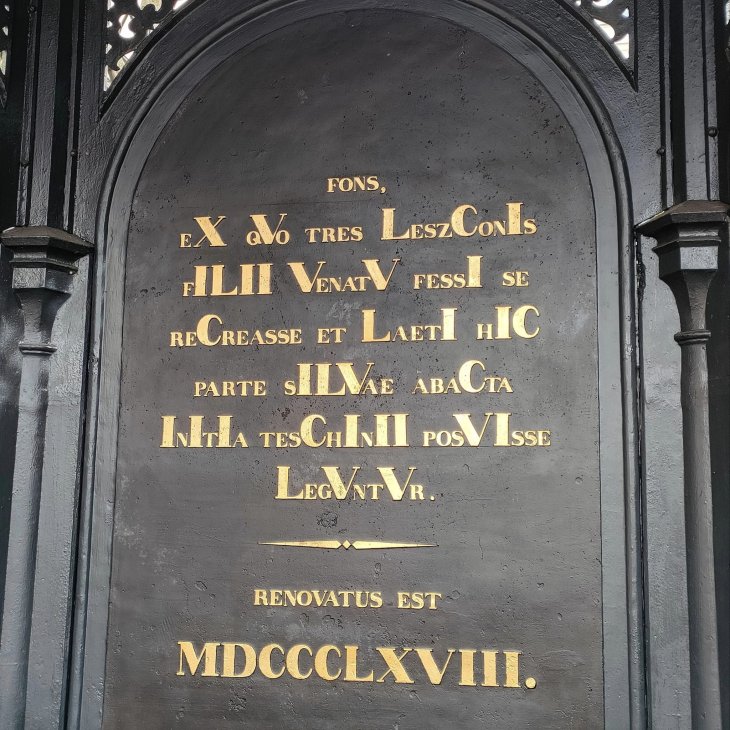 FONS,
eX qVo tres LeszConIs
fILII VenatV fessI se
reCreasse et LaetI hIC
parte sILVae abaCta
InItIa tesChInII posVIsse
LegVntVr.
RENOVATUS EST
MDCCCLXVIII.